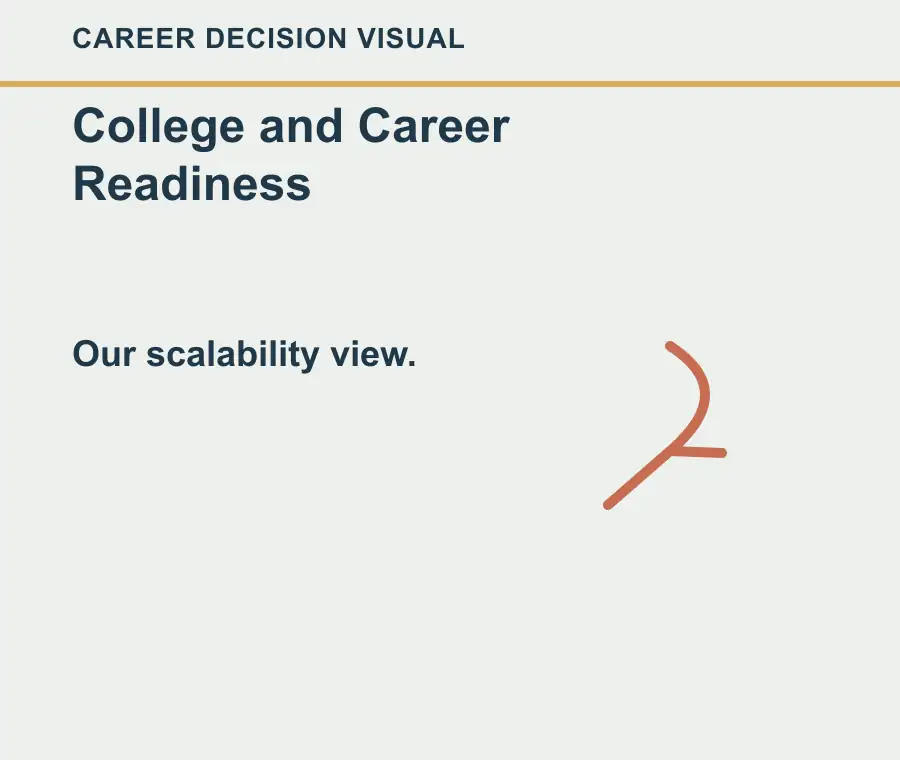 CAREER DECISION VISUAL
College and Career
Readiness
Our scalability view.